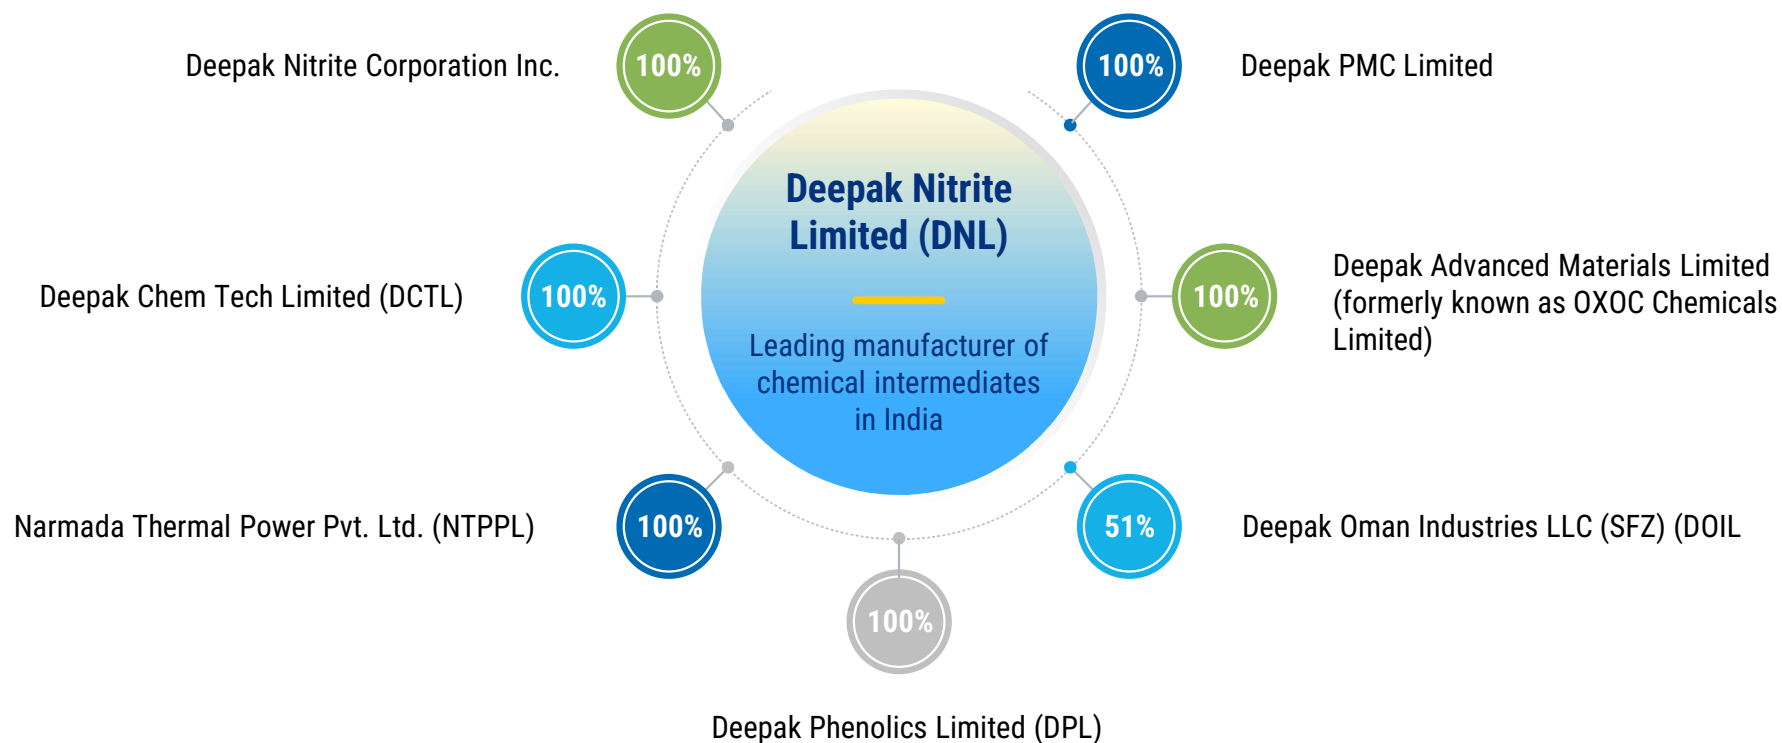 Deepak Nitrite Corporation Inc.
100%
100%
Deepak PMC Limited
Deepak Nitrite
Limited (DNL)
Leading manufacturer of
chemical intermediates
in India
Deepak Chem Tech Limited (DCTL)
100%
100%
Deepak Advanced Materials Limited
(formerly known as OXOC Chemicals
Limited)
Narmada Thermal Power Pvt. Ltd. (NTPPL)
100%
51%
Deepak Oman Industries LLC (SFZ) (DOIL
100%
Deepak Phenolics Limited (DPL)